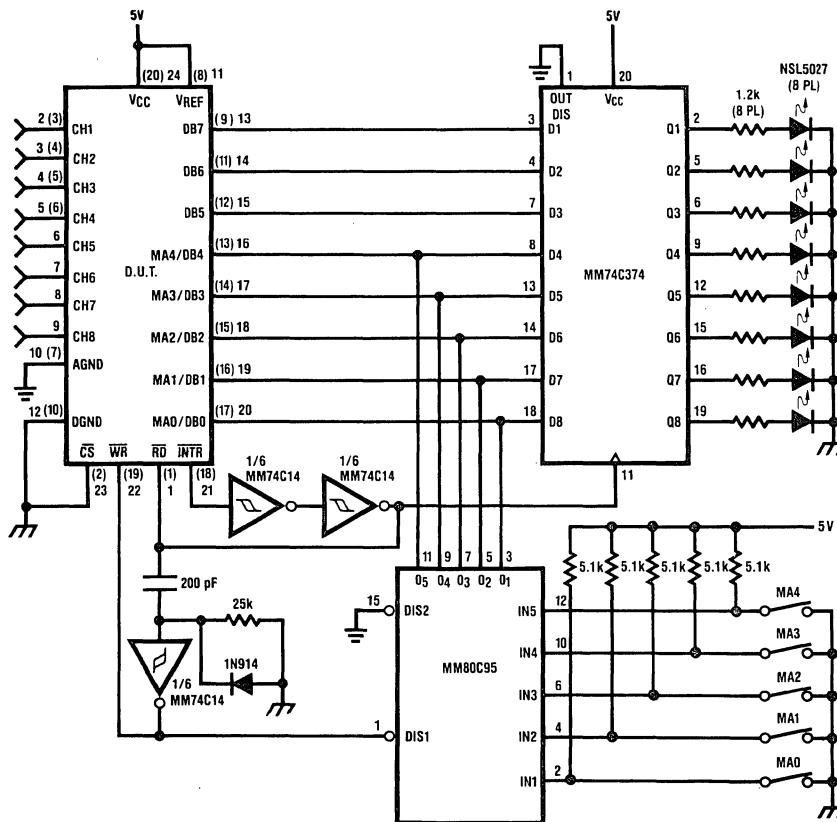 5V
5V
(20) 24
(8) 11
VCC
VREF
2 (3)
CH1
3 (4)
CH2
4 (5)
CH3
5 (6)
CH4
6
CH5
7
CH6
8
CH7
9
CH8
10 (7)
AGND
12 (10)
DGND
D.U.T.
DB7
(9) 13
DB6
(11) 14
DB5
(12) 15
MA4/DB4
(13) 16
MA3/DB3
(14) 17
MA2/DB2
(15) 18
MA1/DB1
(16) 19
MA0/DB0
(17) 20
CS
WR
RD
INTR
(2)
23
(19)
22
(1)
1
(18)
21
1
20
OUT
DIS
VCC
3
D1
4
D2
7
D3
8
D4
13
D5
14
D6
17
D7
18
D8
MM74C374
Q1
2
Q2
5
Q3
6
Q4
9
Q5
12
Q6
15
Q7
16
Q8
19
11
1.2k
(8 PL)
NSL5027
(8 PL)
1/6
MM74C14
1/6
MM74C14
200 pF
25k
1N914
1/6
MM74C14
11
9
7
5
3
O5
O4
O3
O2
O1
15
DIS2
MM80C95
1
DIS1
IN5
12
IN4
10
IN3
6
IN2
4
IN1
2
5V
5.1k
5.1k
5.1k
5.1k
5.1k
MA4
MA3
MA2
MA1
MA0